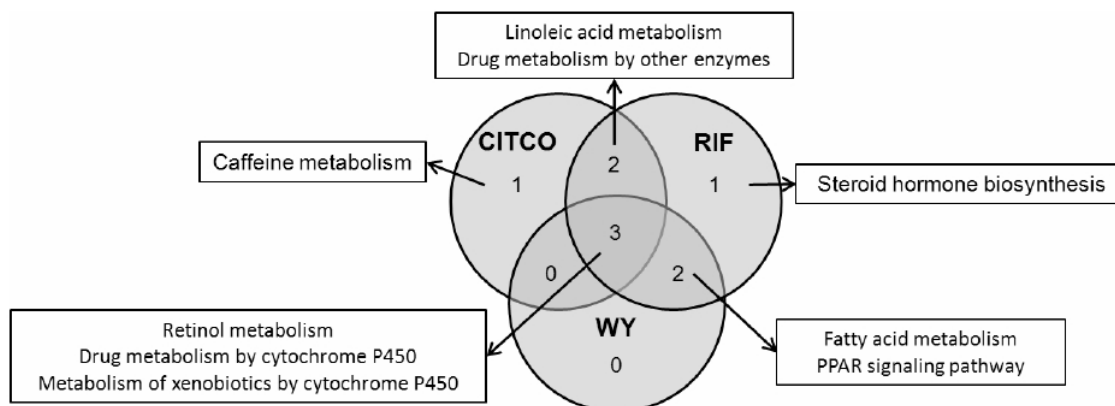 Linoleic acid metabolism
Drug metabolism by other enzymes
CITCO
RIF
Caffeine metabolism
1
2
1
Steroid hormone biosynthesis
3
0
2
WY
0
Retinol metabolism
Drug metabolism by cytochrome P450
Metabolism of xenobiotics by cytochrome P450
Fatty acid metabolism
PPAR signaling pathway